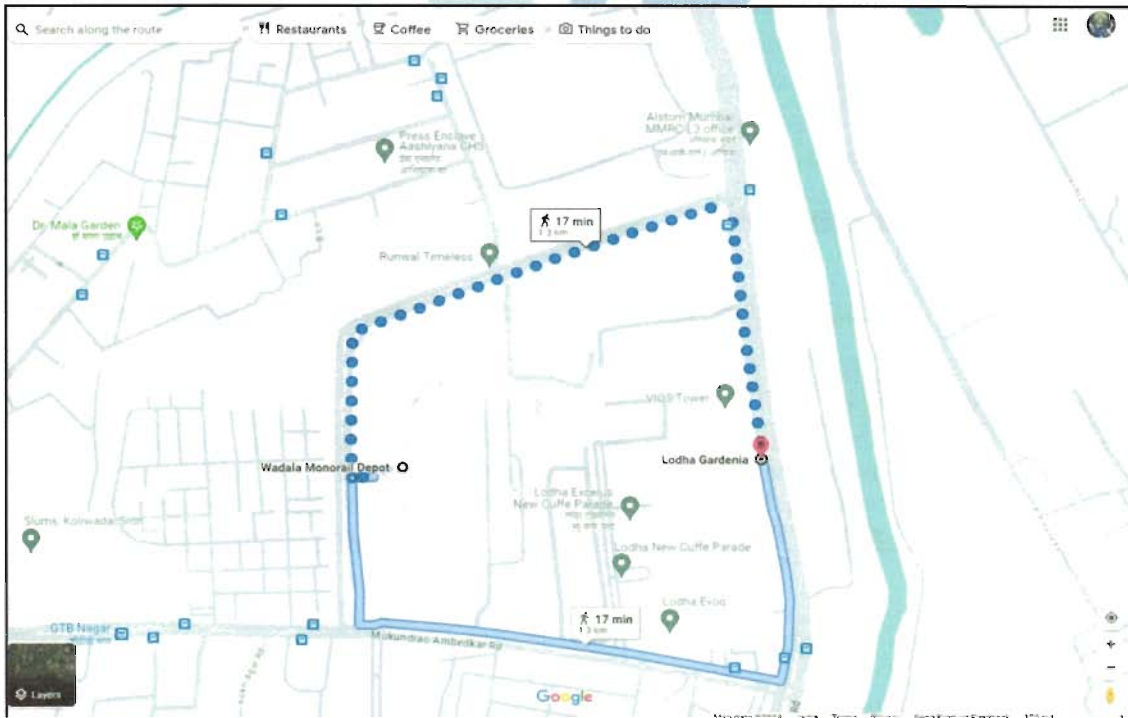 Search along the route
Restaurants
Coffee
Groceries
Things to do
Alstom Mumbai
MMRC L3 office
Press Enclave
Aashiyana CHS
17 min
1.3 km
Dr. Mala Garden
Runwal Timeless
VIOS Tower
Wadala Monorail Depot
Lodha Gardenia
Lodha Excelus
New Cuffe Parade
Slums, Koliwada Sion
Lodha New Cuffe Parade
Lodha Evoq
17 min
1.3 km
GTB Nagar
Mukundrao Ambedkar Rd
Layers
Google